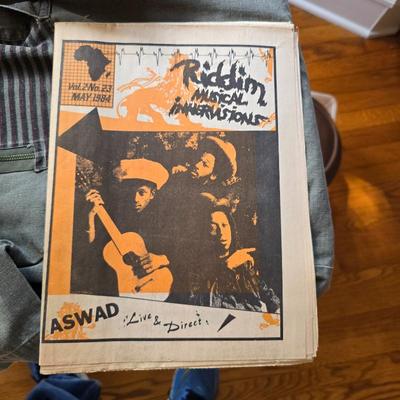 Vol.2 No.23
MAY 1984
Riddim
MUSICAL
INNERVISIONS
ASWAD
"Live & Direct"